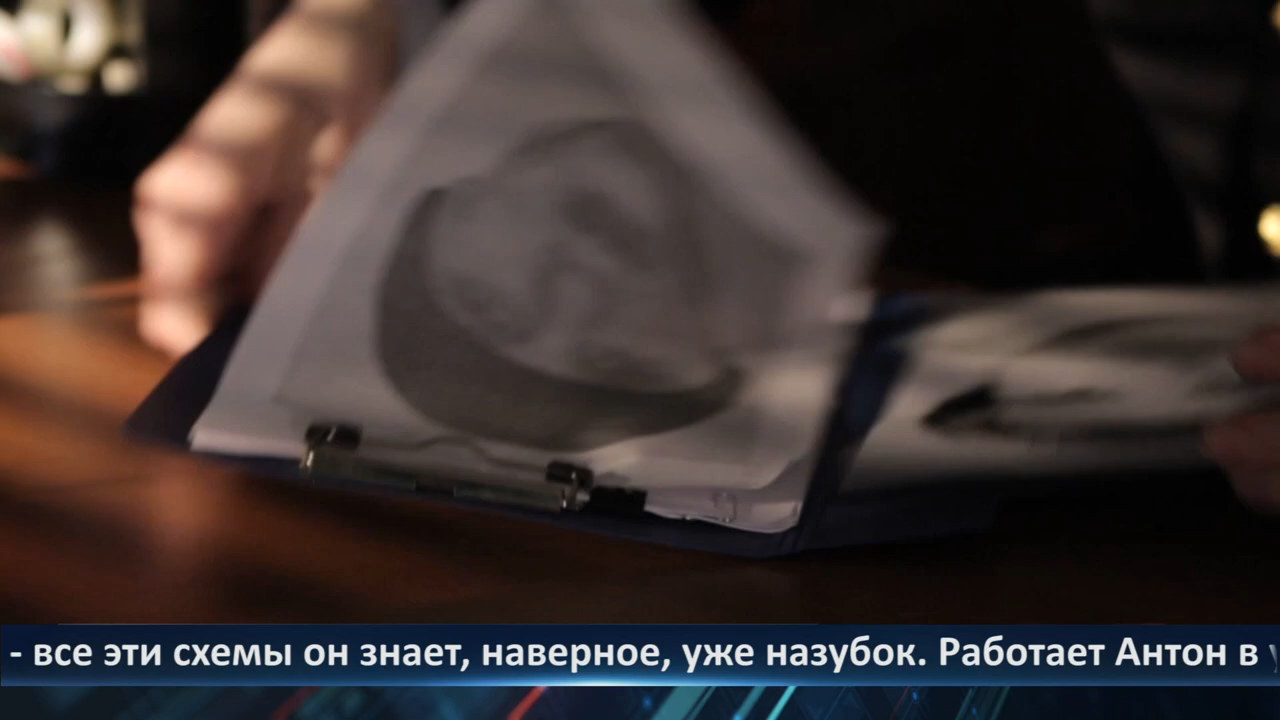 - все эти схемы он знает, наверное, уже назубок. Работает Антон в